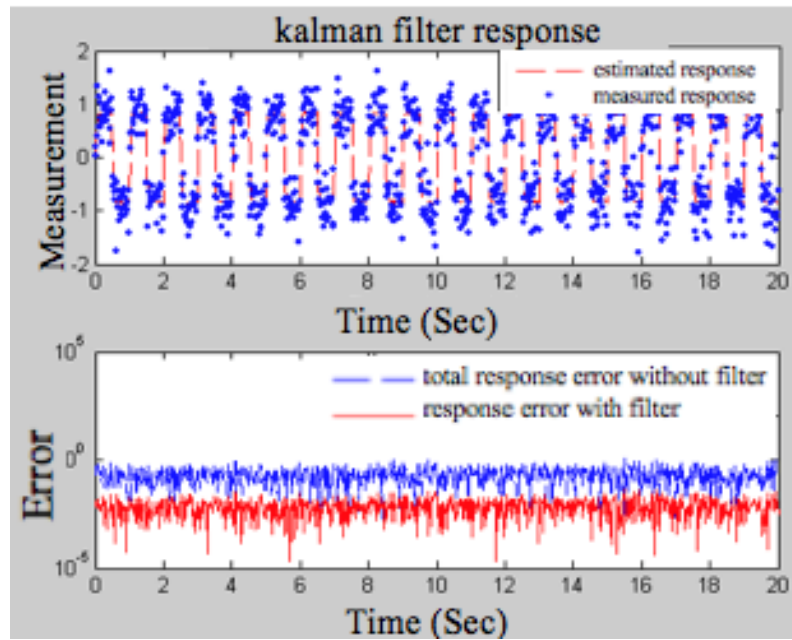 kalman filter response
Measurement
2
1
0
-1
-2
estimated response
measured response
0 2 4 6 8 10 12 14 16 18 20
Time (Sec)
Error
10^5
10^0
10^-5
total response error without filter
response error with filter
0 2 4 6 8 10 12 14 16 18 20
Time (Sec)